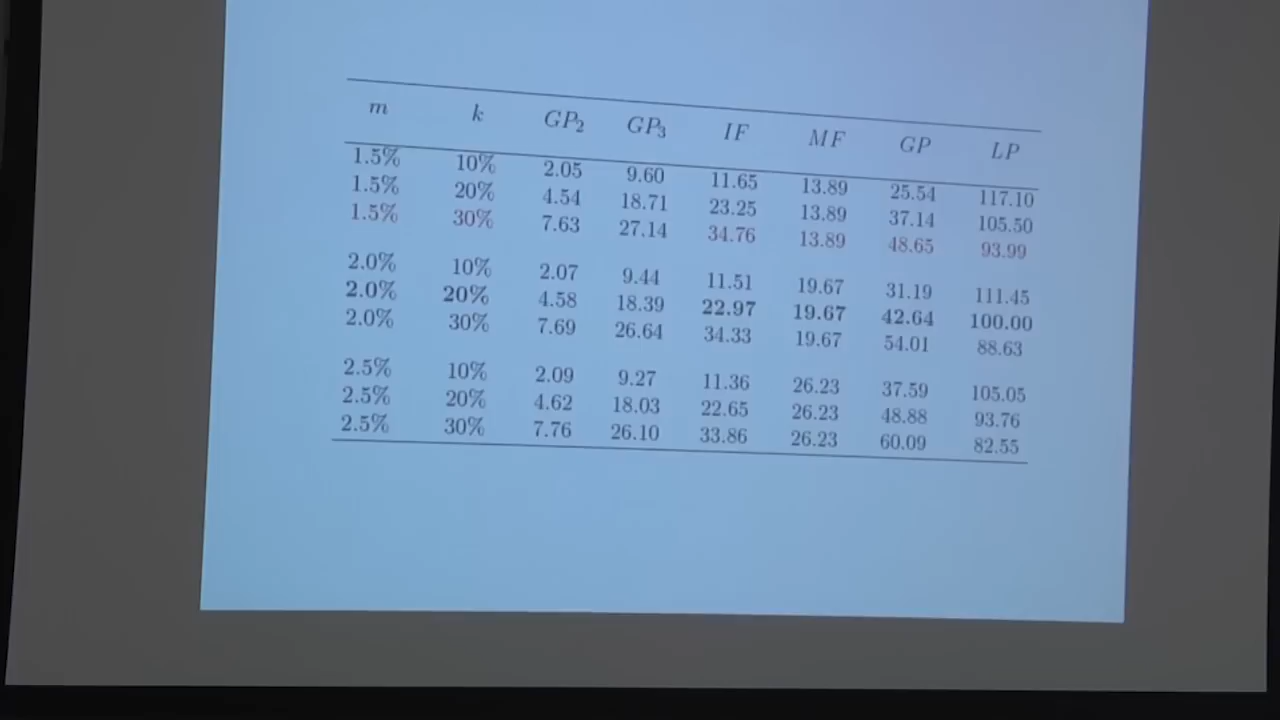 m k GP2 GP3 IF MF GP LP
1.5% 10% 2.05 9.60 11.65 13.89 25.54 117.10
1.5% 20% 4.54 18.71 23.25 13.89 37.14 105.50
1.5% 30% 7.63 27.14 34.76 13.89 48.65 93.99
2.0% 10% 2.07 9.44 11.51 19.67 31.19 111.45
2.0% 20% 4.58 18.39 22.97 19.67 42.64 100.00
2.0% 30% 7.69 26.64 34.33 19.67 54.01 88.63
2.5% 10% 2.09 9.27 11.36 26.23 37.59 105.05
2.5% 20% 4.62 18.03 22.65 26.23 48.88 93.76
2.5% 30% 7.76 26.10 33.86 26.23 60.09 82.55